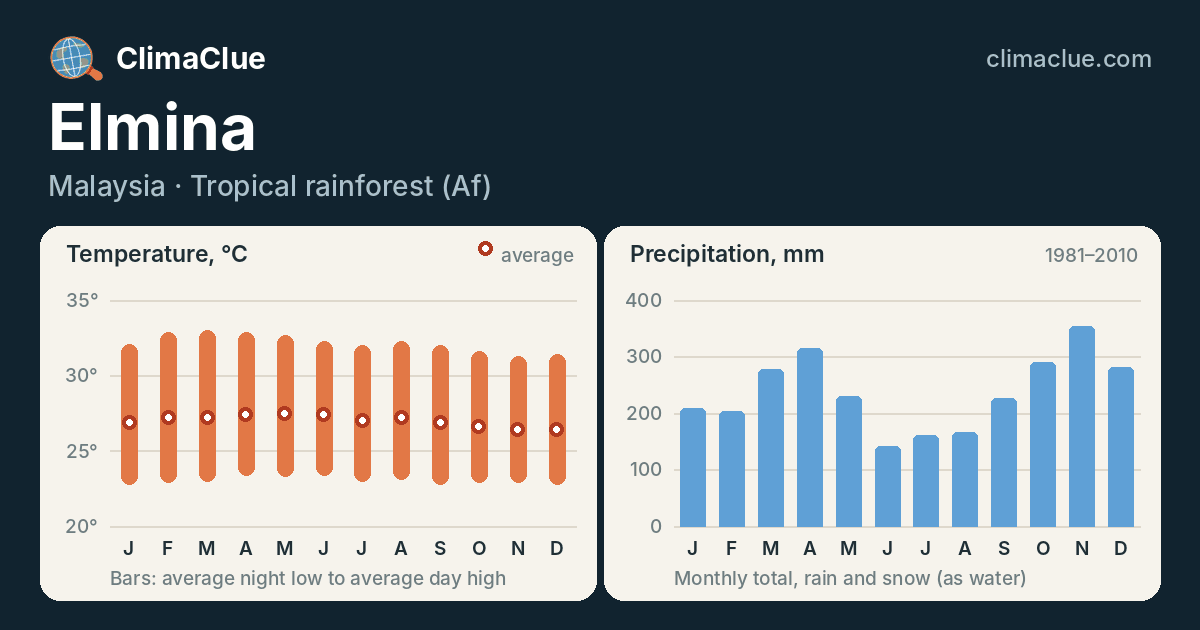 ClimaClue
climaclue.com
Elmina
Malaysia · Tropical rainforest (Af)
Temperature, °C
average
35°
30°
25°
20°
J F M A M J J A S O N D
Bars: average night low to average day high
Precipitation, mm
1981–2010
400
300
200
100
0
J F M A M J J A S O N D
Monthly total, rain and snow (as water)